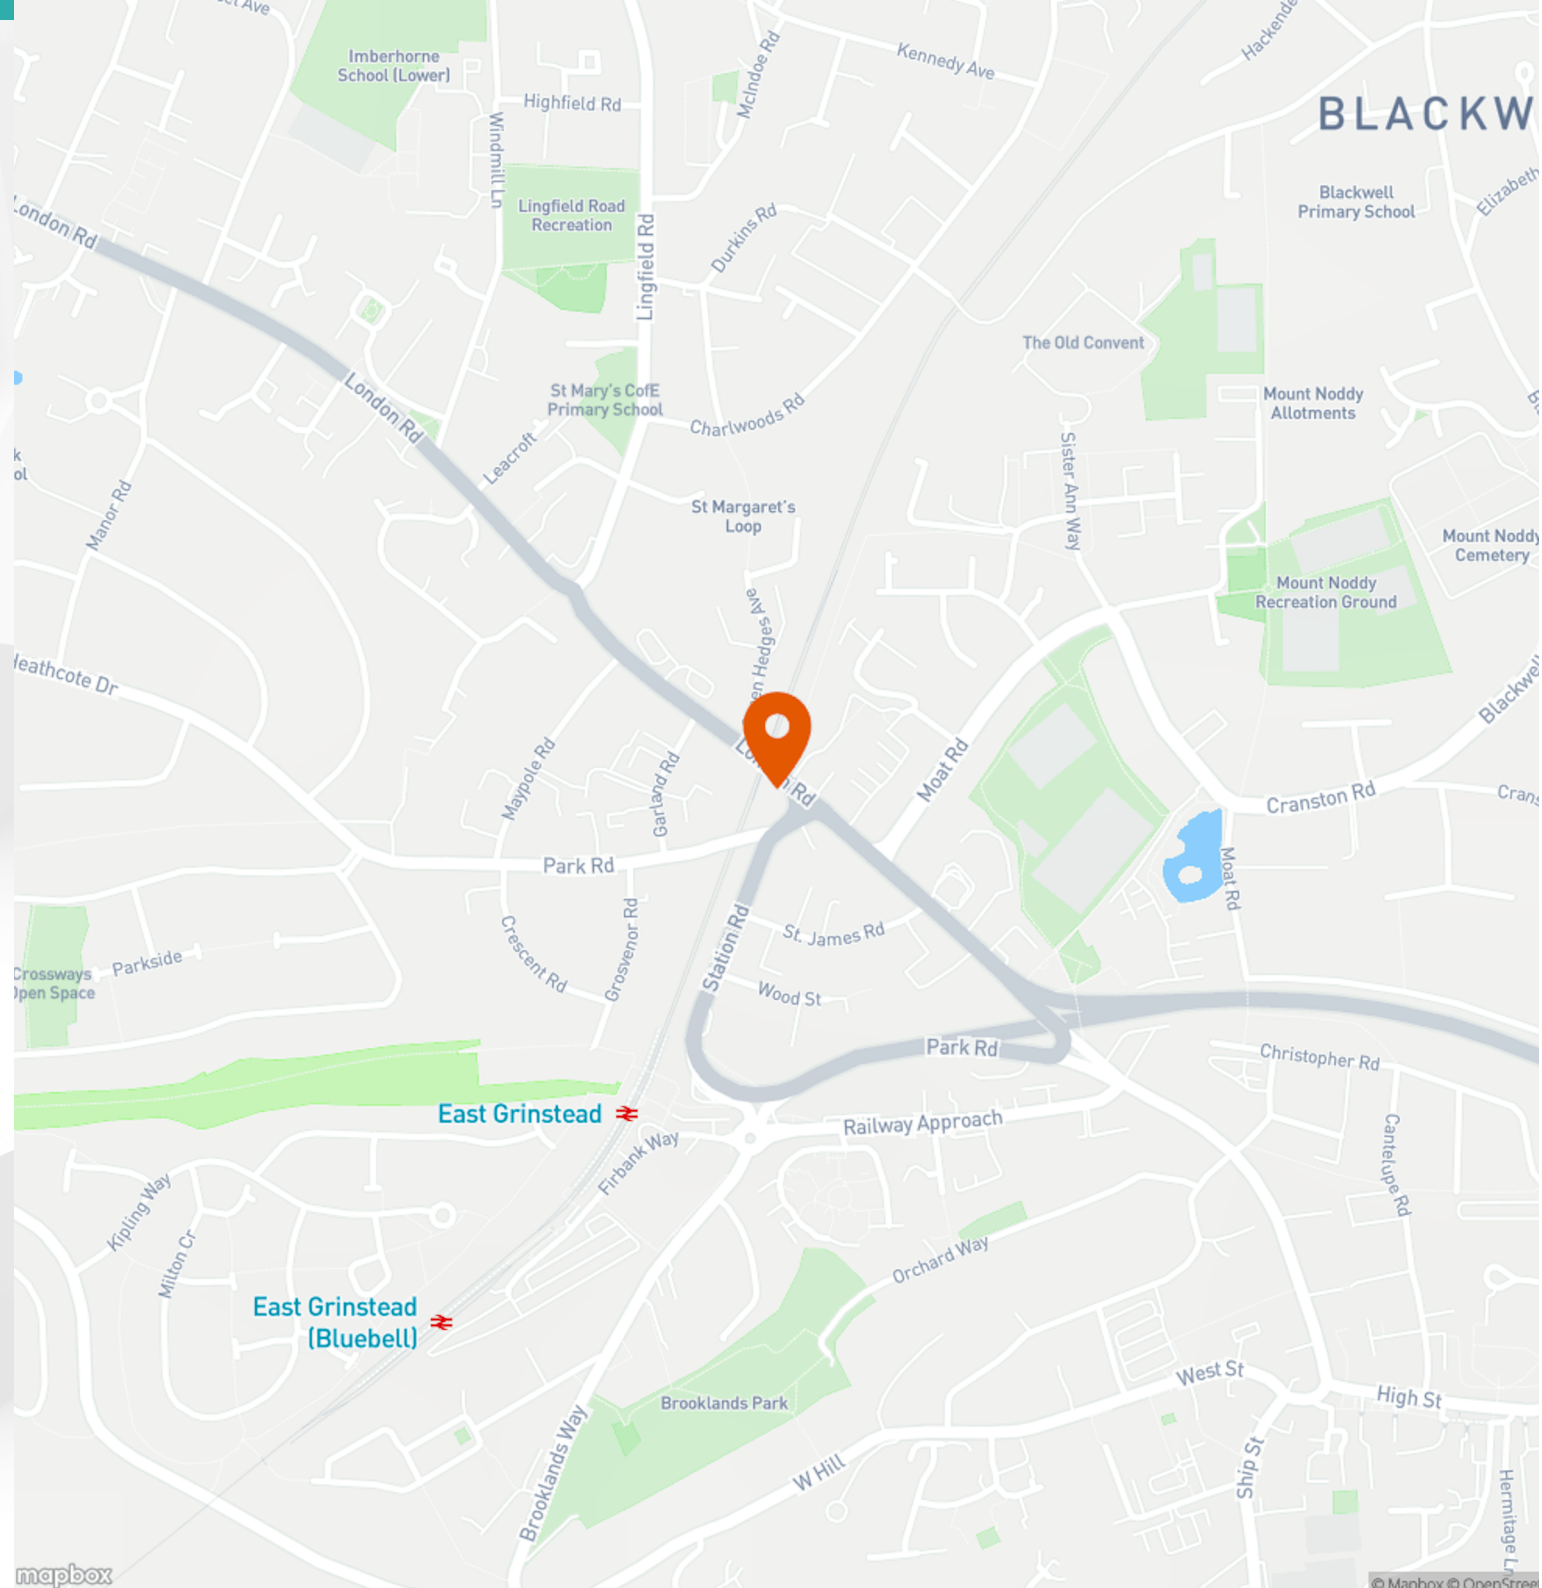 Imberhorne
School (Lower)
Highfield Rd
McIndoe Rd
Kennedy Ave
BLACKW
Windmill Ln
Lingfield Road
Recreation
Lingfield Rd
Durkins Rd
Blackwell
Primary School
Elizabeth
London Rd
The Old Convent
London Rd
St Mary's CofE
Primary School
Charlwoods Rd
Mount Noddy
Allotments
Leacroft
Manor Rd
St Margaret's
Loop
Sister Ann Way
Mount Noddy
Cemetery
Mount Noddy
Recreation Ground
Heathcote Dr
en Hedges Ave
Blackwell
Maypole Rd
Garland Rd
Moat Rd
Cranston Rd
Park Rd
Moat Rd
Crescent Rd
Grosvenor Rd
Station Rd
St. James Rd
Crossways
Open Space
Parkside
Wood St
Park Rd
Christopher Rd
East Grinstead
Railway Approach
Firbank Way
Cantelupe Rd
Kipling Way
Milton Cr
Orchard Way
East Grinstead
(Bluebell)
West St
High St
Brooklands Park
Brooklands Way
W Hill
Ship St
Hermitage Ln
mapbox
© Mapbox © OpenStreet